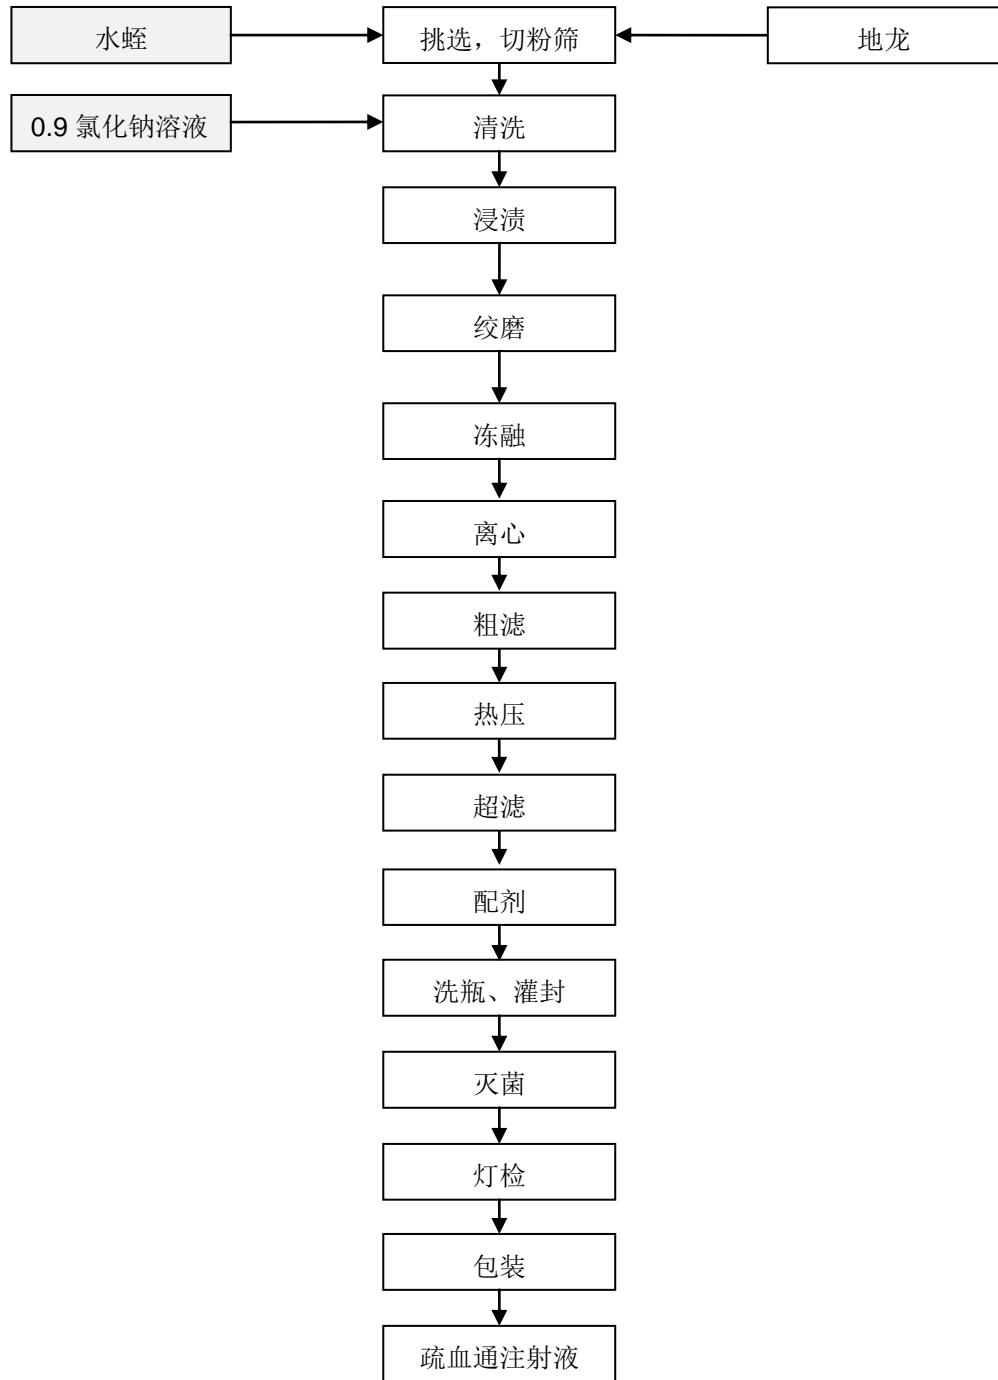 水蛭
挑选，切粉筛
地龙
0.9 氯化钠溶液
清洗
浸渍
绞磨
冻融
离心
粗滤
热压
超滤
配剂
洗瓶、灌封
灭菌
灯检
包装
疏血通注射液